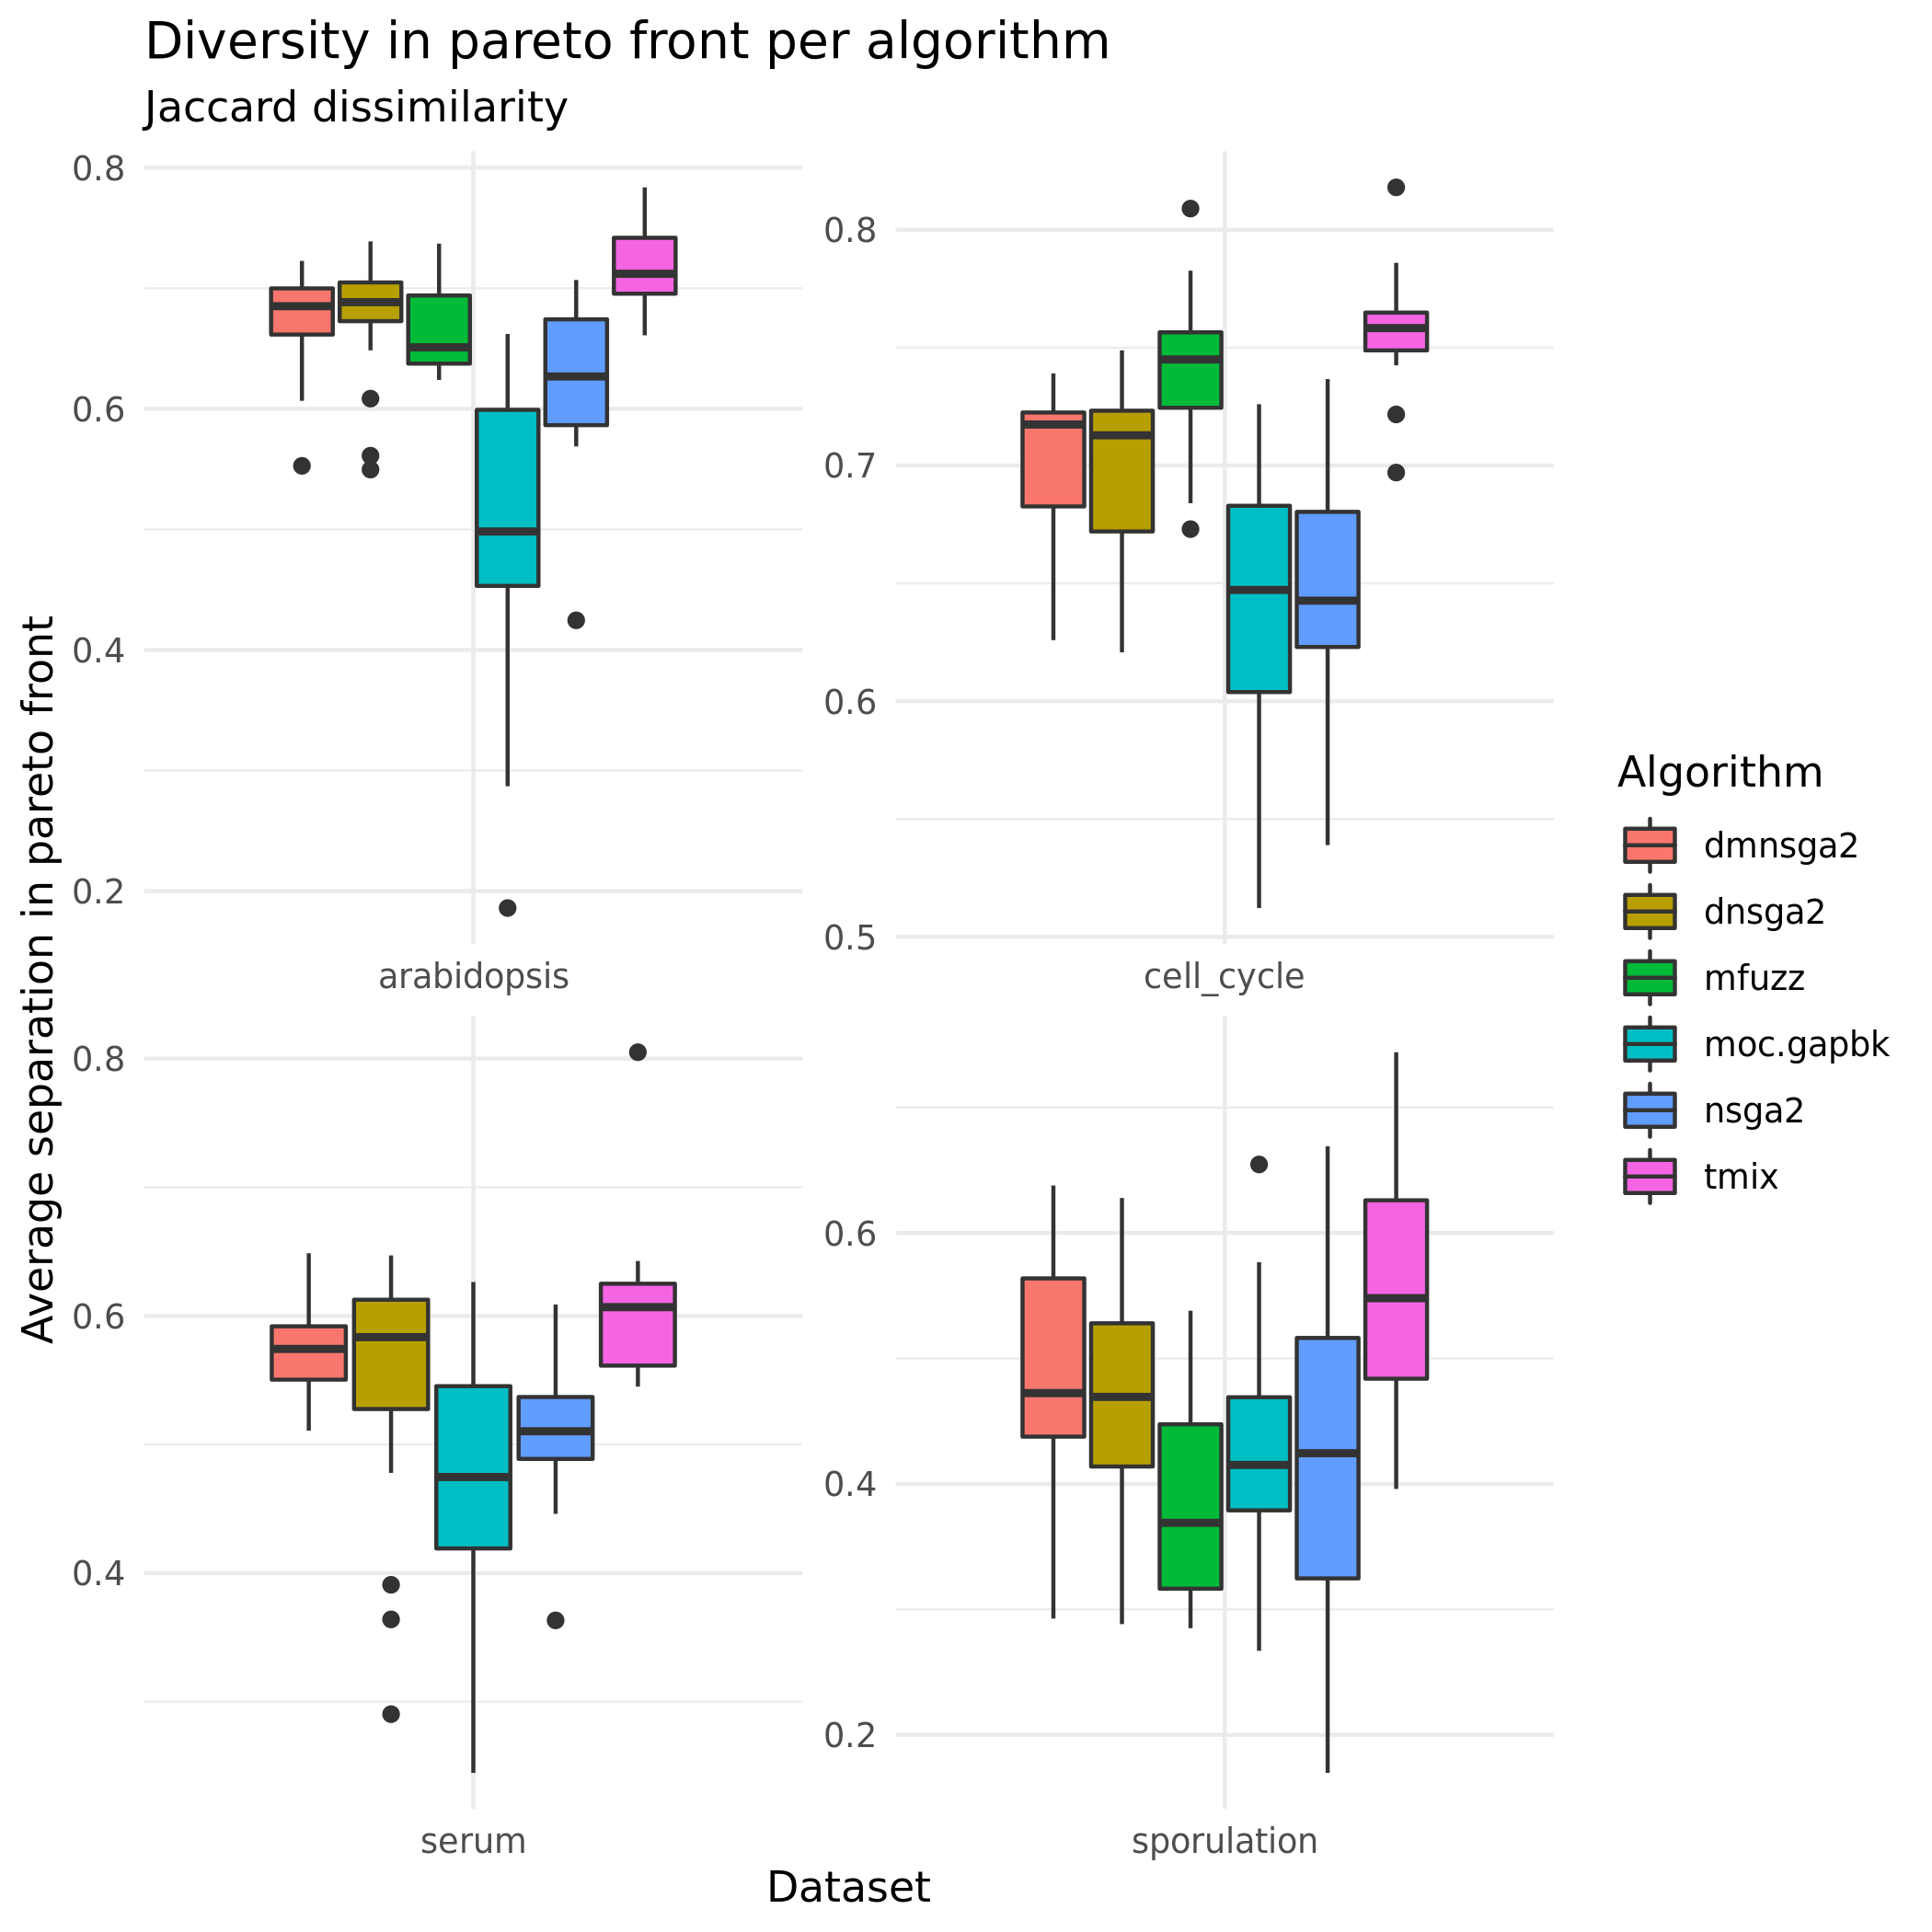 Diversity in pareto front per algorithm
Jaccard dissimilarity
Average separation in pareto front
0.8
0.6
0.4
0.2
arabidopsis
0.8
0.7
0.6
0.5
cell_cycle
0.8
0.6
0.4
serum
0.6
0.4
0.2
sporulation
Dataset
Algorithm
dmnsga2
dnsga2
mfuzz
moc.gapbk
nsga2
tmix